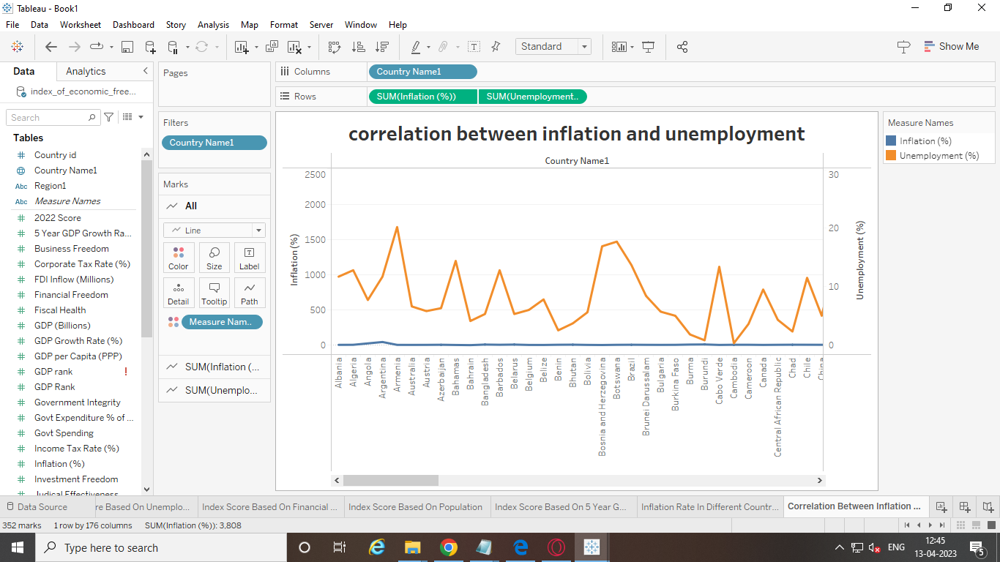 Tableau - Book1
File Data Worksheet Dashboard Story Analysis Map Format Server Window Help
Standard
Show Me
Data Analytics
index_of_economic_free...
Search
Tables
Country id
Country Name1
Abc Region1
Abc Measure Names
2022 Score
5 Year GDP Growth Ra...
Business Freedom
Corporate Tax Rate (%)
FDI Inflow (Millions)
Financial Freedom
Fiscal Health
GDP (Billions)
GDP Growth Rate (%)
GDP per Capita (PPP)
GDP rank !
GDP Rank
Government Integrity
Govt Expenditure % of ...
Govt Spending
Income Tax Rate (%)
Inflation (%)
Investment Freedom
Judical Effectiveness
Pages
Filters
Country Name1
Marks
All
Line
Color Size Label
Detail Tooltip Path
Measure Nam..
SUM(Inflation (...
SUM(Unemplo...
Columns Country Name1
Rows SUM(Inflation (%)) SUM(Unemployment..
correlation between inflation and unemployment
Country Name1
Inflation (%)
2500
2000
1500
1000
500
0
30
20
10
0
Unemployment (%)
Albania
Algeria
Angola
Argentina
Armenia
Australia
Austria
Azerbaijan
Bahamas
Bahrain
Bangladesh
Barbados
Belarus
Belgium
Belize
Benin
Bhutan
Bolivia
Bosnia and Herzegovina
Botswana
Brazil
Brunei Darussalam
Bulgaria
Burkina Faso
Burma
Burundi
Cabo Verde
Cambodia
Cameroon
Canada
Central African Republic
Chad
Chile
China
Measure Names
Inflation (%)
Unemployment (%)
Data Source
re Based On Unemplo...
Index Score Based On Financial ...
Index Score Based On Population
Index Score Based On 5 Year G...
Inflation Rate In Different Countr...
Correlation Between Inflation ...
352 marks 1 row by 176 columns SUM(Inflation (%)): 3,808
Type here to search
ENG
12:45
13-04-2023
5